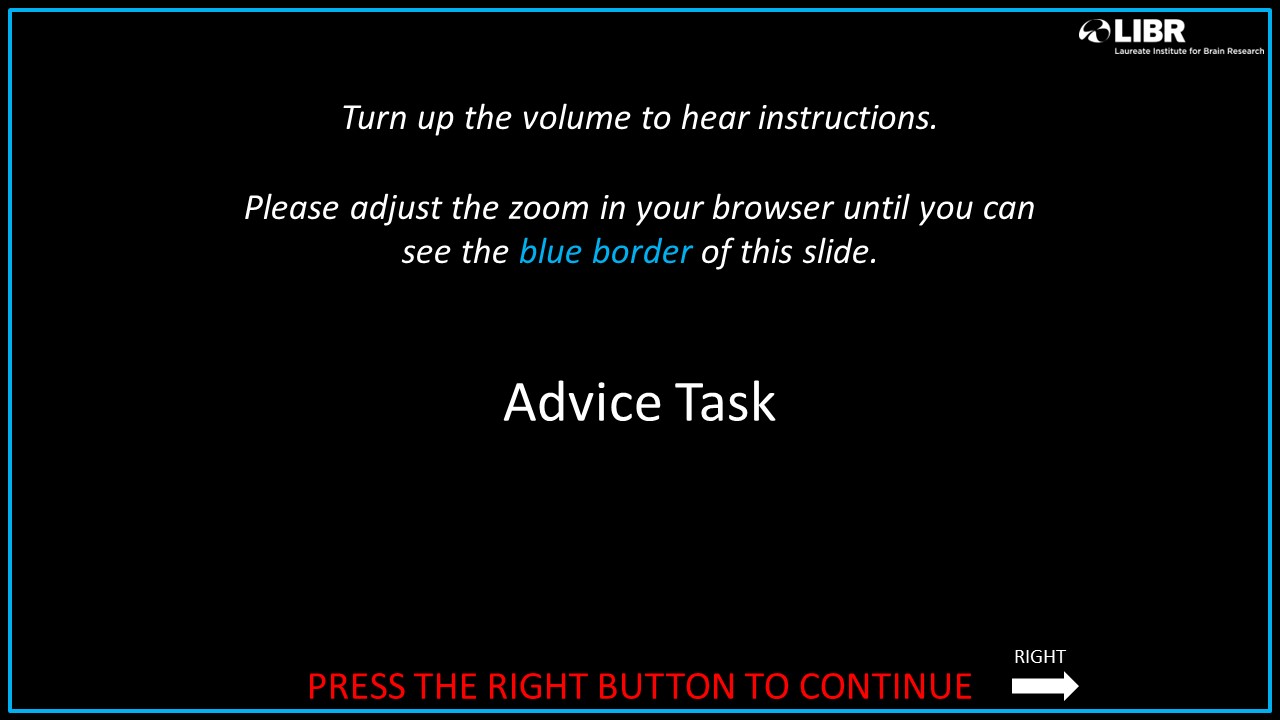 LIBR
Laureate Institute for Brain Research
Turn up the volume to hear instructions.
Please adjust the zoom in your browser until you can
see the blue border of this slide.
Advice Task
RIGHT
PRESS THE RIGHT BUTTON TO CONTINUE